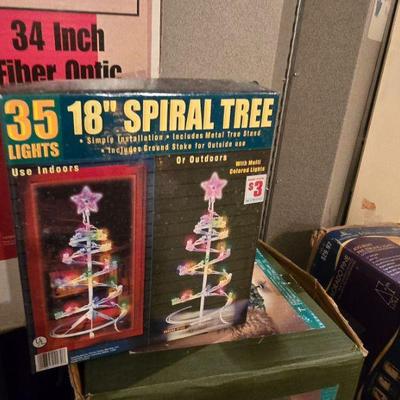 34 Inch
Fiber Optic
35
LIGHTS
18" SPIRAL TREE
• Simple Installation • Includes Metal Tree Stand
• Includes Ground Stake for Outside use
Use Indoors
Or Outdoors
With Multi
Colored Lights
$3